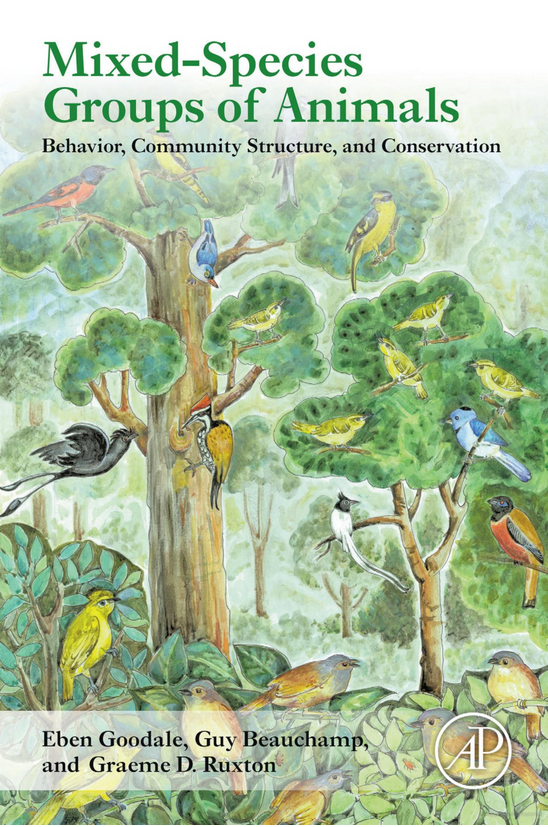 Mixed-Species
Groups of Animals
Behavior, Community Structure, and Conservation
Eben Goodale, Guy Beauchamp,
and Graeme D. Ruxton
AP